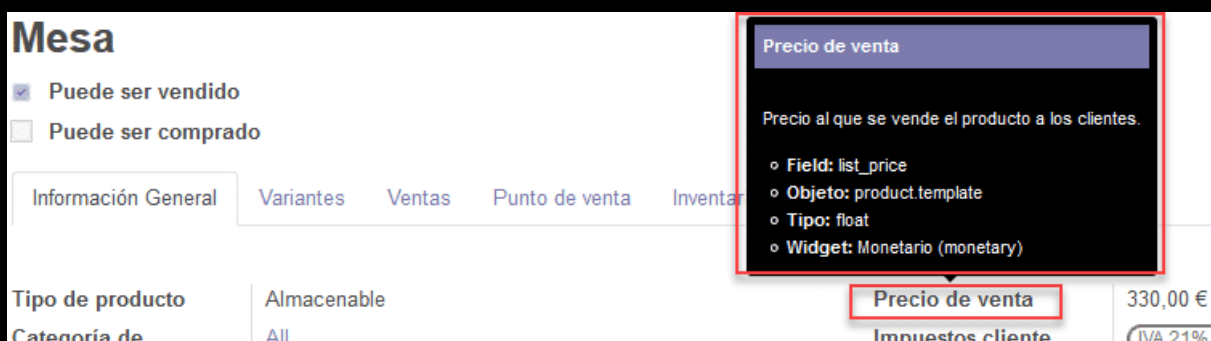 Mesa
Puede ser vendido
Puede ser comprado
Información General Variantes Ventas Punto de venta Inventar
Precio de venta
Precio al que se vende el producto a los clientes.
Field: list_price
Objeto: product.template
Tipo: float
Widget: Monetario (monetary)
Tipo de producto Almacenable Precio de venta 330,00 €
Categoría de All Impuestos cliente IVA 21%